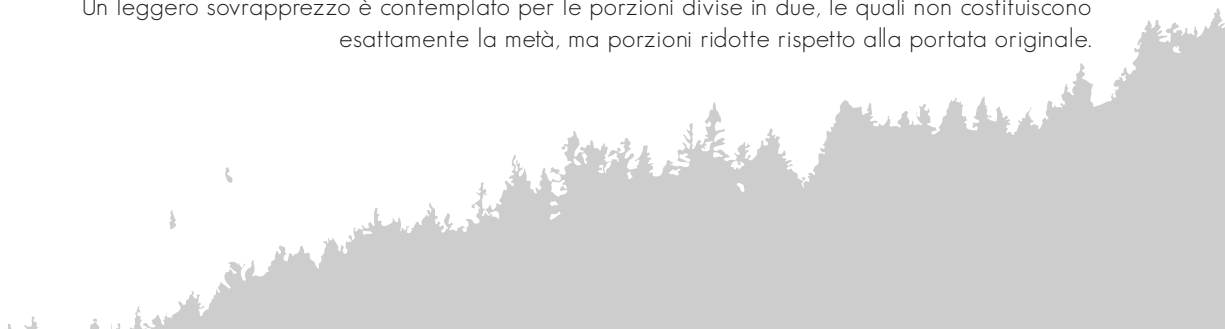 Un leggero sovrapprezzo è contemplato per le porzioni divise in due, le quali non costituiscono
esattamente la metà, ma porzioni ridotte rispetto alla portata originale.